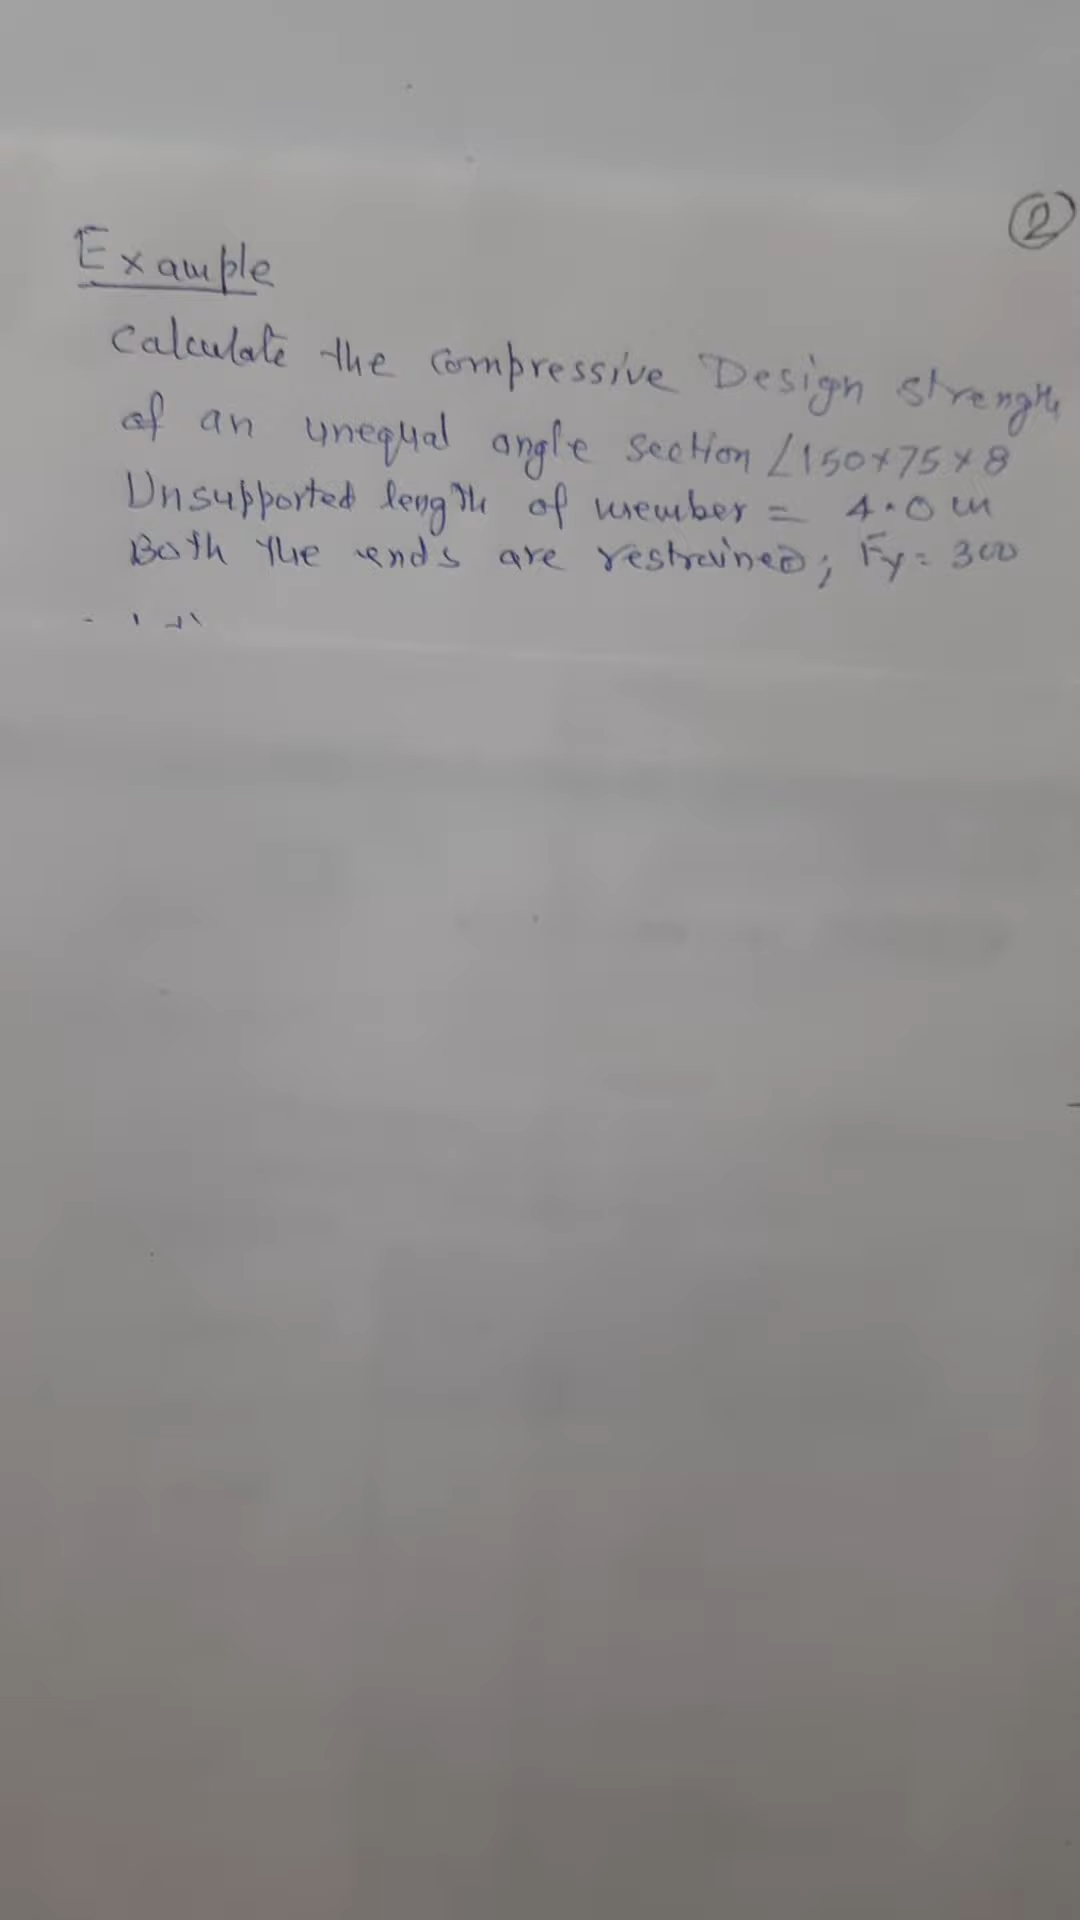 2
Example
Calculate the compressive Design strength
of an unequal angle section ∠150×75×8
Unsupported length of member = 4.0 m
Both the ends are restrained; Fy = 300